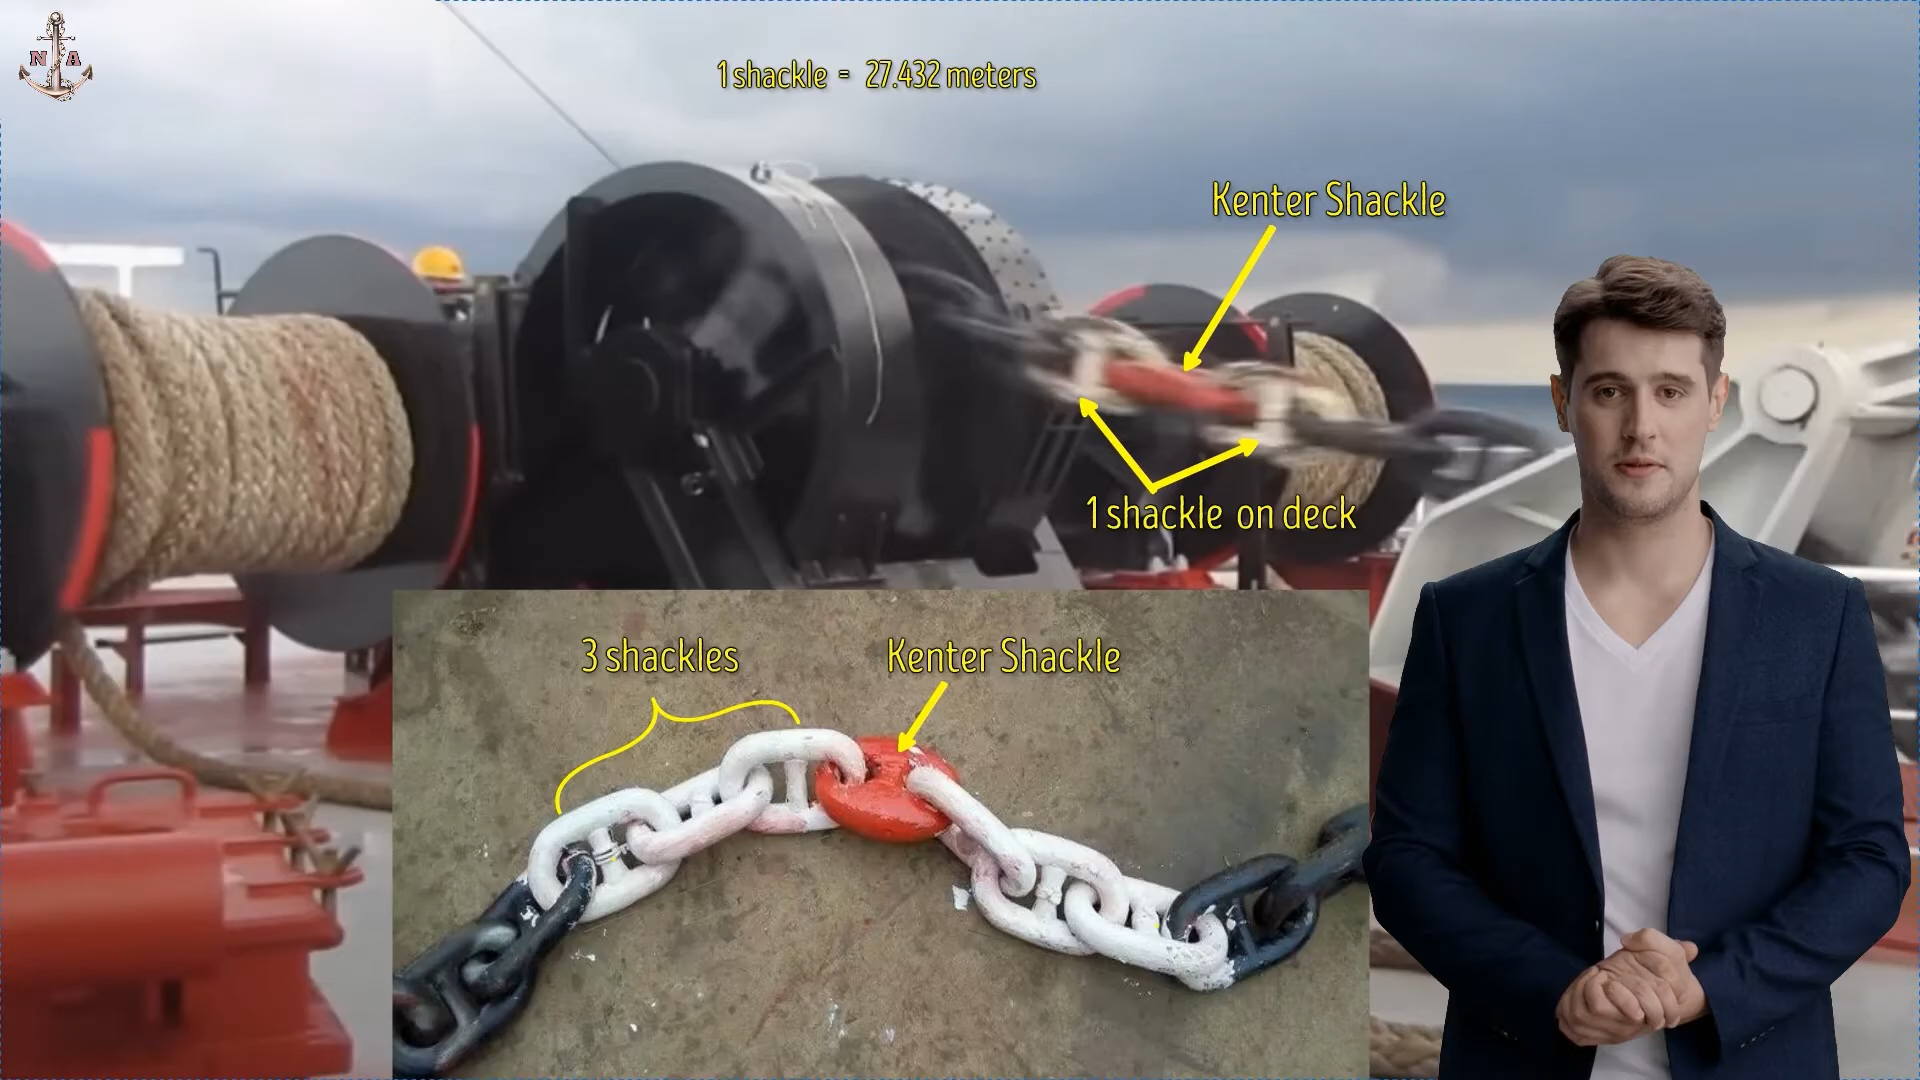 N A
1 shackle = 27.432 meters
Kenter Shackle
1 shackle on deck
3 shackles
Kenter Shackle